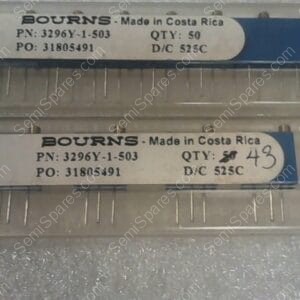 BOURNS - Made in Costa Rica
PN: 3296Y-1-503 QTY: 50
PO: 31805491 D/C 525C
BOURNS - Made in Costa Rica
PN: 3296Y-1-503 QTY: 50 43
PO: 31805491 D/C 525C